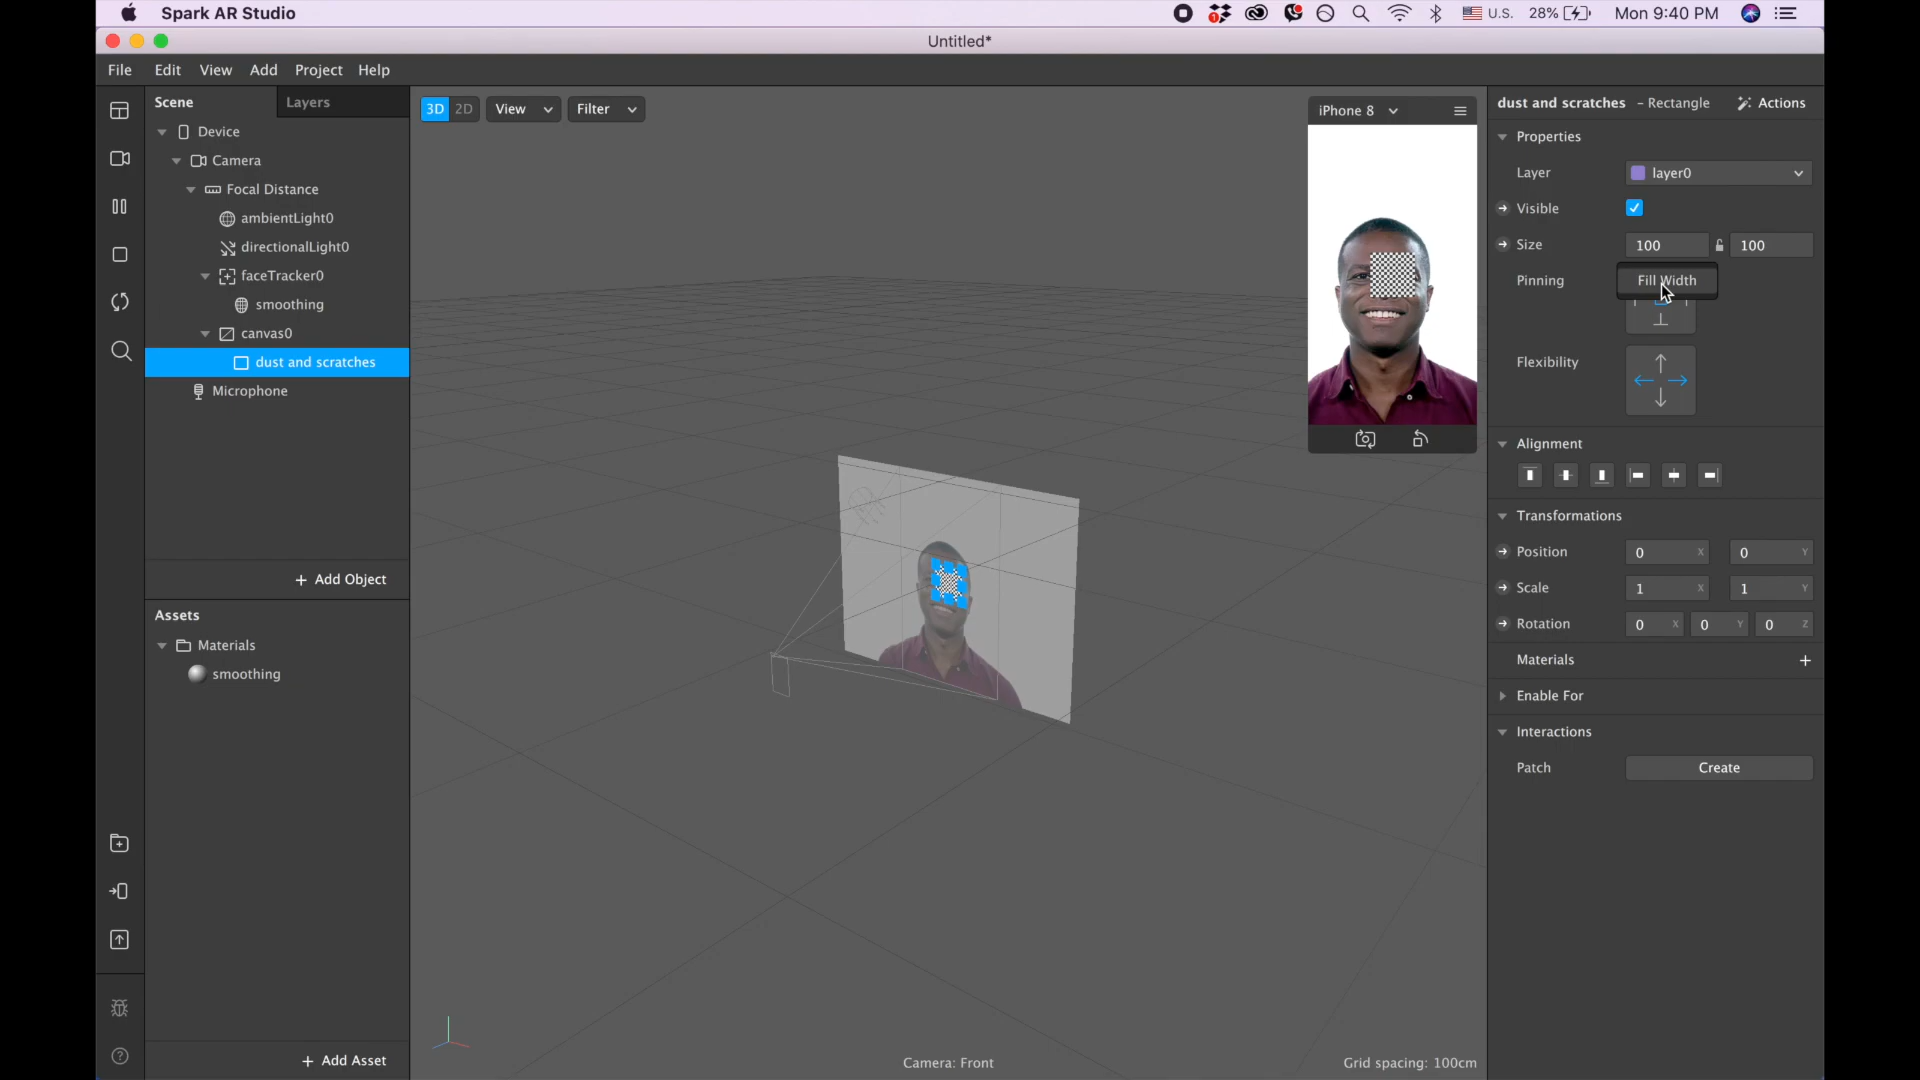 Spark AR Studio
1
U.S.
28%
Mon 9:40 PM
Untitled*
File Edit View Add Project Help
Scene
Layers
Device
Camera
Focal Distance
ambientLight0
directionalLight0
faceTracker0
smoothing
canvas0
dust and scratches
Microphone
+ Add Object
Assets
Materials
smoothing
+ Add Asset
3D 2D View Filter
iPhone 8
Camera: Front
Grid spacing: 100cm
dust and scratches - Rectangle Actions
Properties
Layer layer0
Visible
Size 100 100
Pinning Fill Width
Flexibility
Alignment
Transformations
Position 0 X 0 Y
Scale 1 X 1 Y
Rotation 0 X 0 Y 0 Z
Materials +
Enable For
Interactions
Patch Create